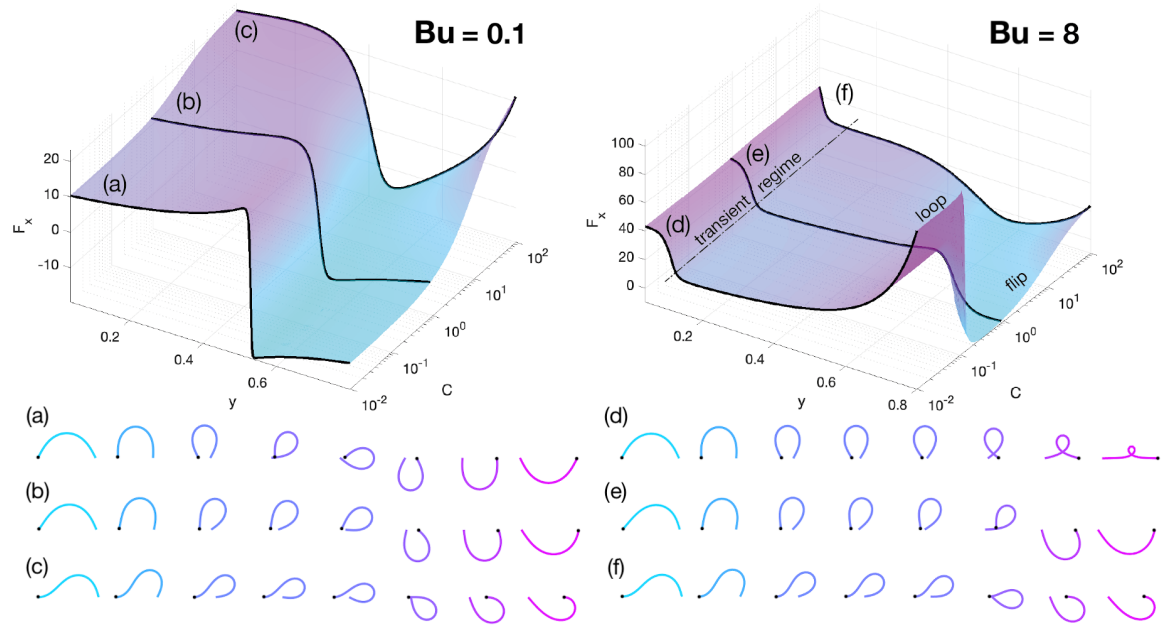 Bu = 0.1
(c)
(b)
(a)
20
10
0
-10
F_x
0.2
0.4
0.6
y
10^-2
10^-1
10^0
10^1
10^2
C
Bu = 8
(f)
(e)
(d)
transient regime
loop
flip
100
80
60
40
20
0
F_x
0.2
0.4
0.6
0.8
y
10^-2
10^-1
10^0
10^1
10^2
C
(a)
(b)
(c)
(d)
(e)
(f)